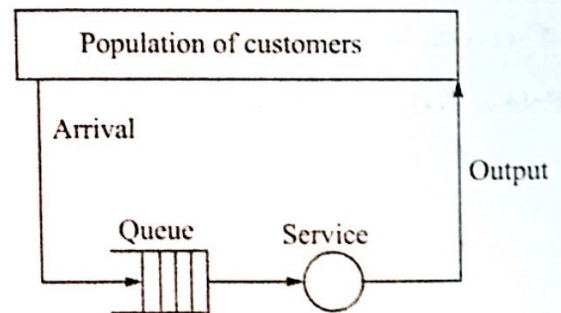 Population of customers
Arrival
Output
Queue
Service